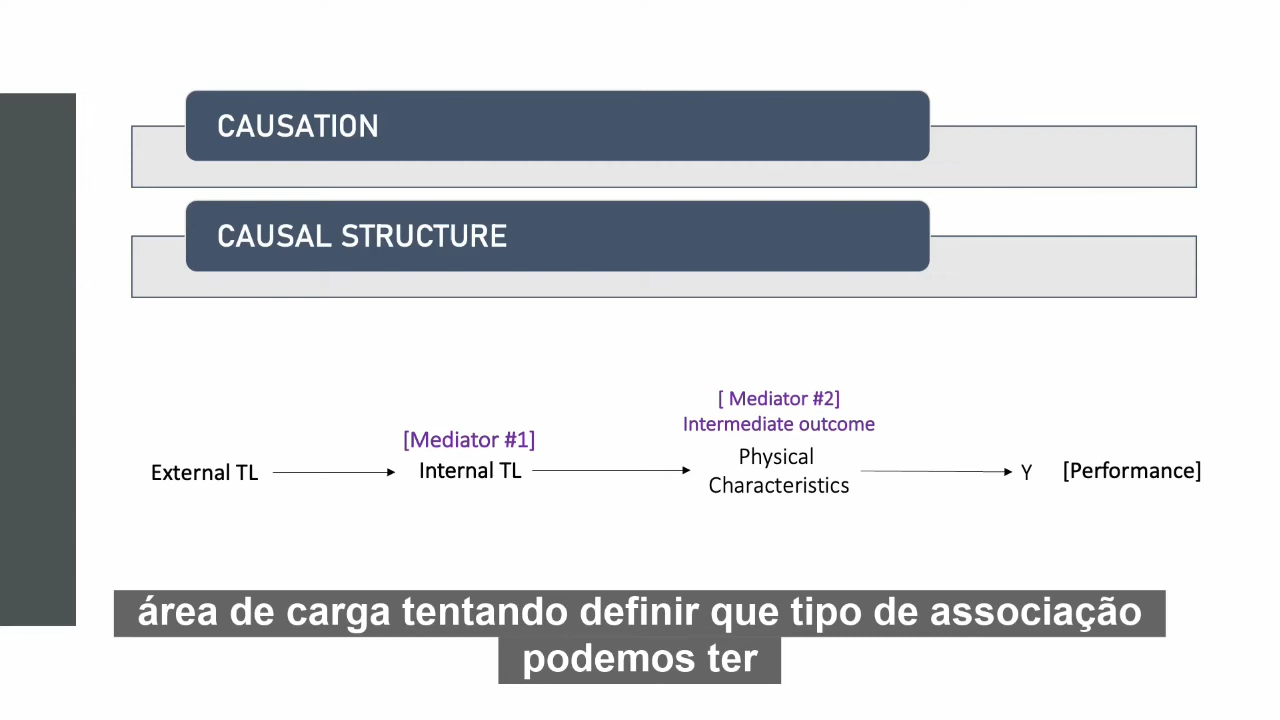 CAUSATION
CAUSAL STRUCTURE
[ Mediator #2]
Intermediate outcome
[Mediator #1]
External TL
Internal TL
Physical
Characteristics
Y
[Performance]
área de carga tentando definir que tipo de associação
podemos ter